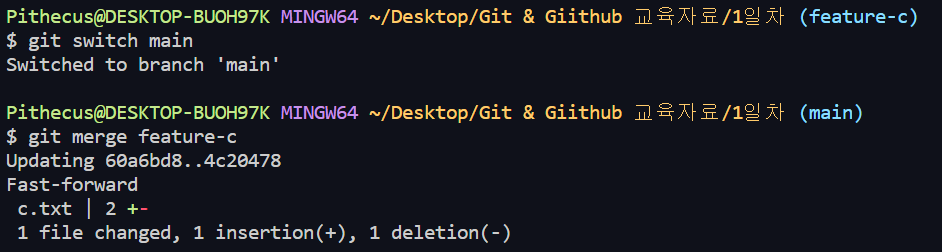 Pithecus@DESKTOP-BUOH97K MINGW64 ~/Desktop/Git & Giithub 교육자료/1일차 (feature-c)
$ git switch main
Switched to branch 'main'
Pithecus@DESKTOP-BUOH97K MINGW64 ~/Desktop/Git & Giithub 교육자료/1일차 (main)
$ git merge feature-c
Updating 60a6bd8..4c20478
Fast-forward
 c.txt | 2 +-
 1 file changed, 1 insertion(+), 1 deletion(-)